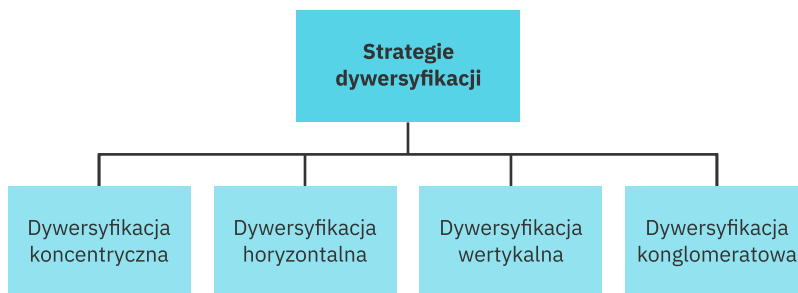 Strategie
dywersyfikacji
Dywersyfikacja
koncentryczna
Dywersyfikacja
horyzontalna
Dywersyfikacja
wertykalna
Dywersyfikacja
konglomeratowa